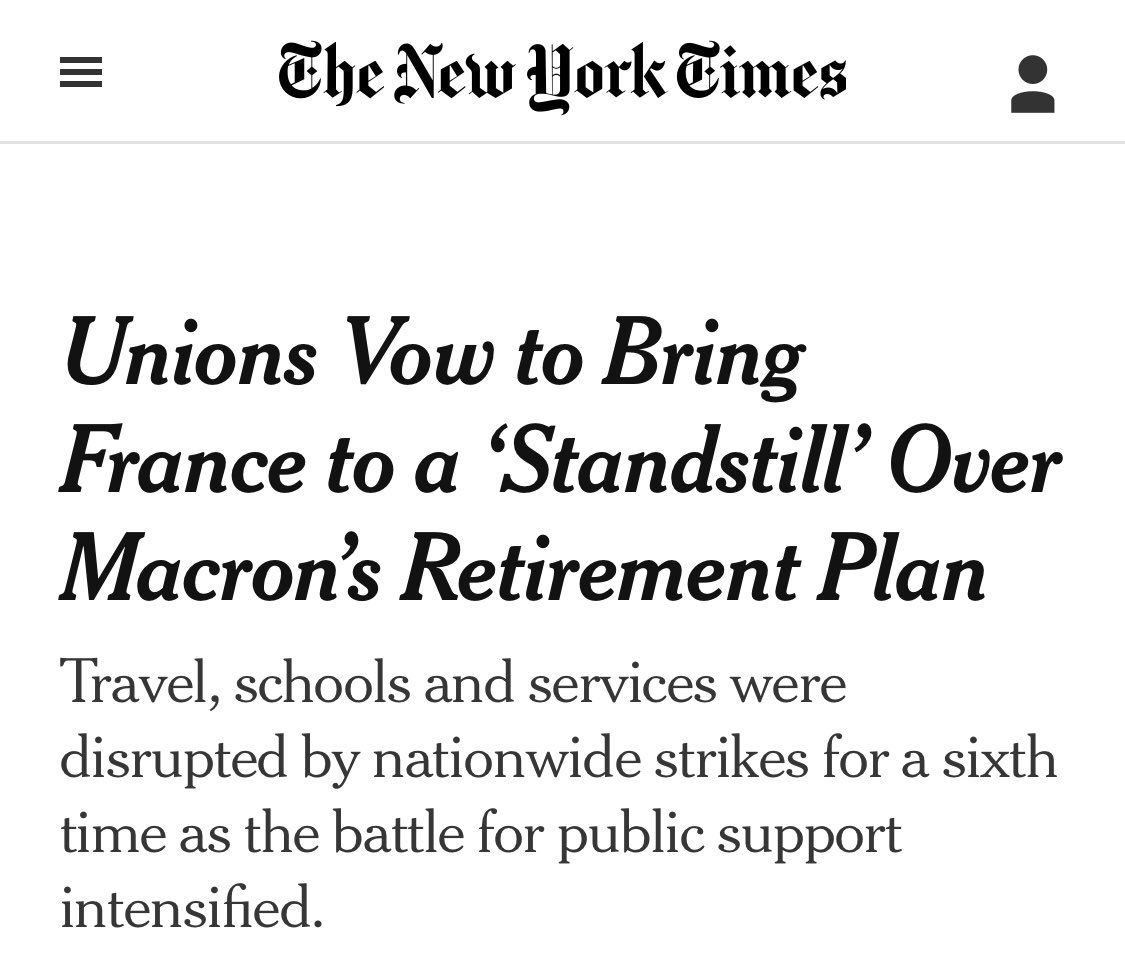 The New York Times
Unions Vow to Bring
France to a ‘Standstill’ Over
Macron’s Retirement Plan
Travel, schools and services were
disrupted by nationwide strikes for a sixth
time as the battle for public support
intensified.